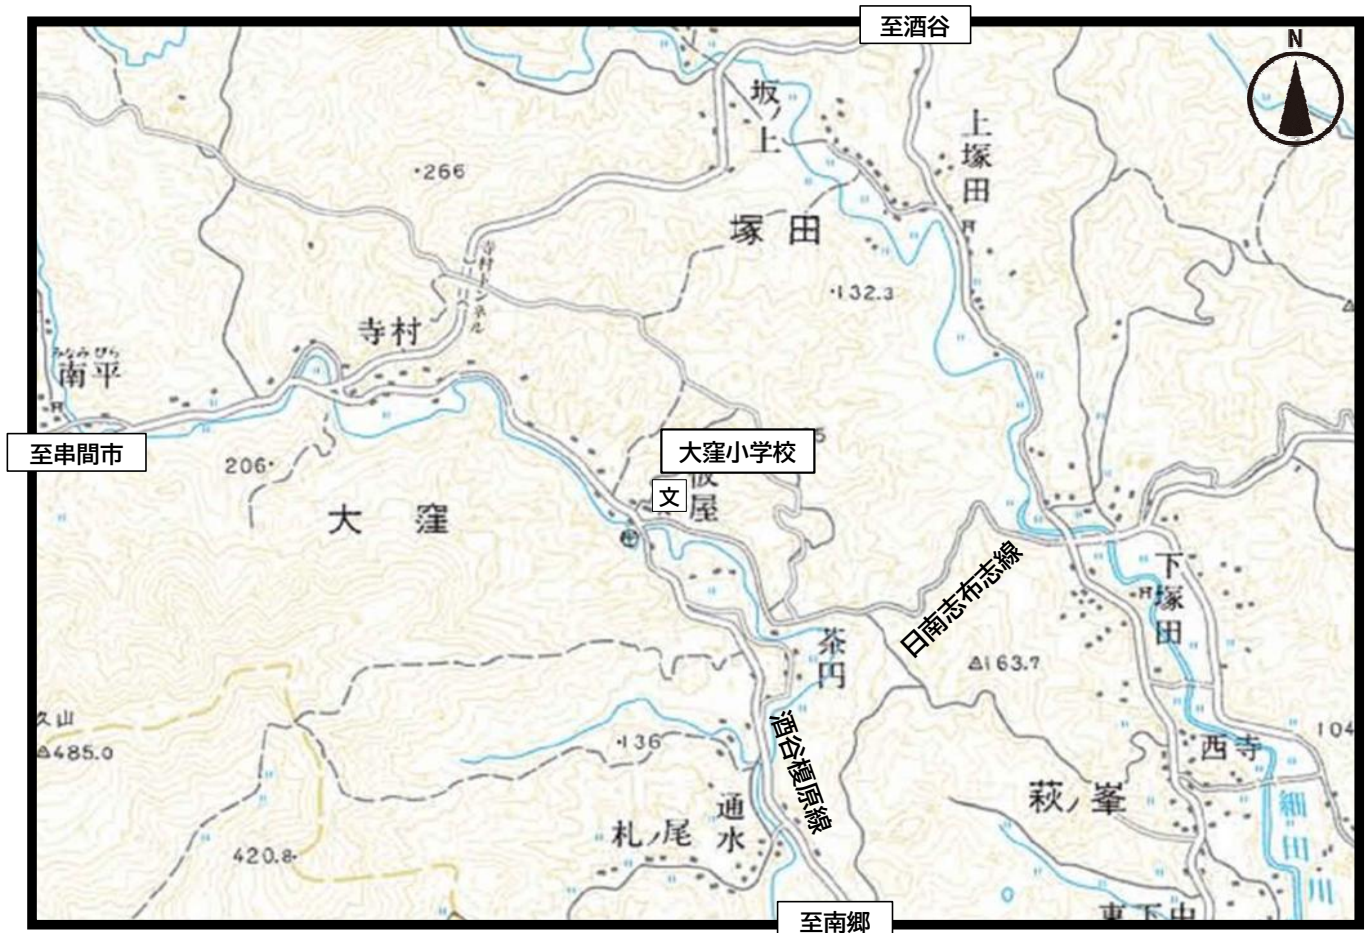 至酒谷
N
坂ノ上
上塚田
・266
塚田
・132.3
寺村トンネル
寺村
みなみびら
南平
至串間市
大窪小学校
206・
文
大窪
下塚田
日南志布志線
茶円
△163.7
久山
△485.0
・136
酒谷榎原線
西寺
104
萩ノ峯
通水
札ノ尾
細田川
420.8・
至南郷